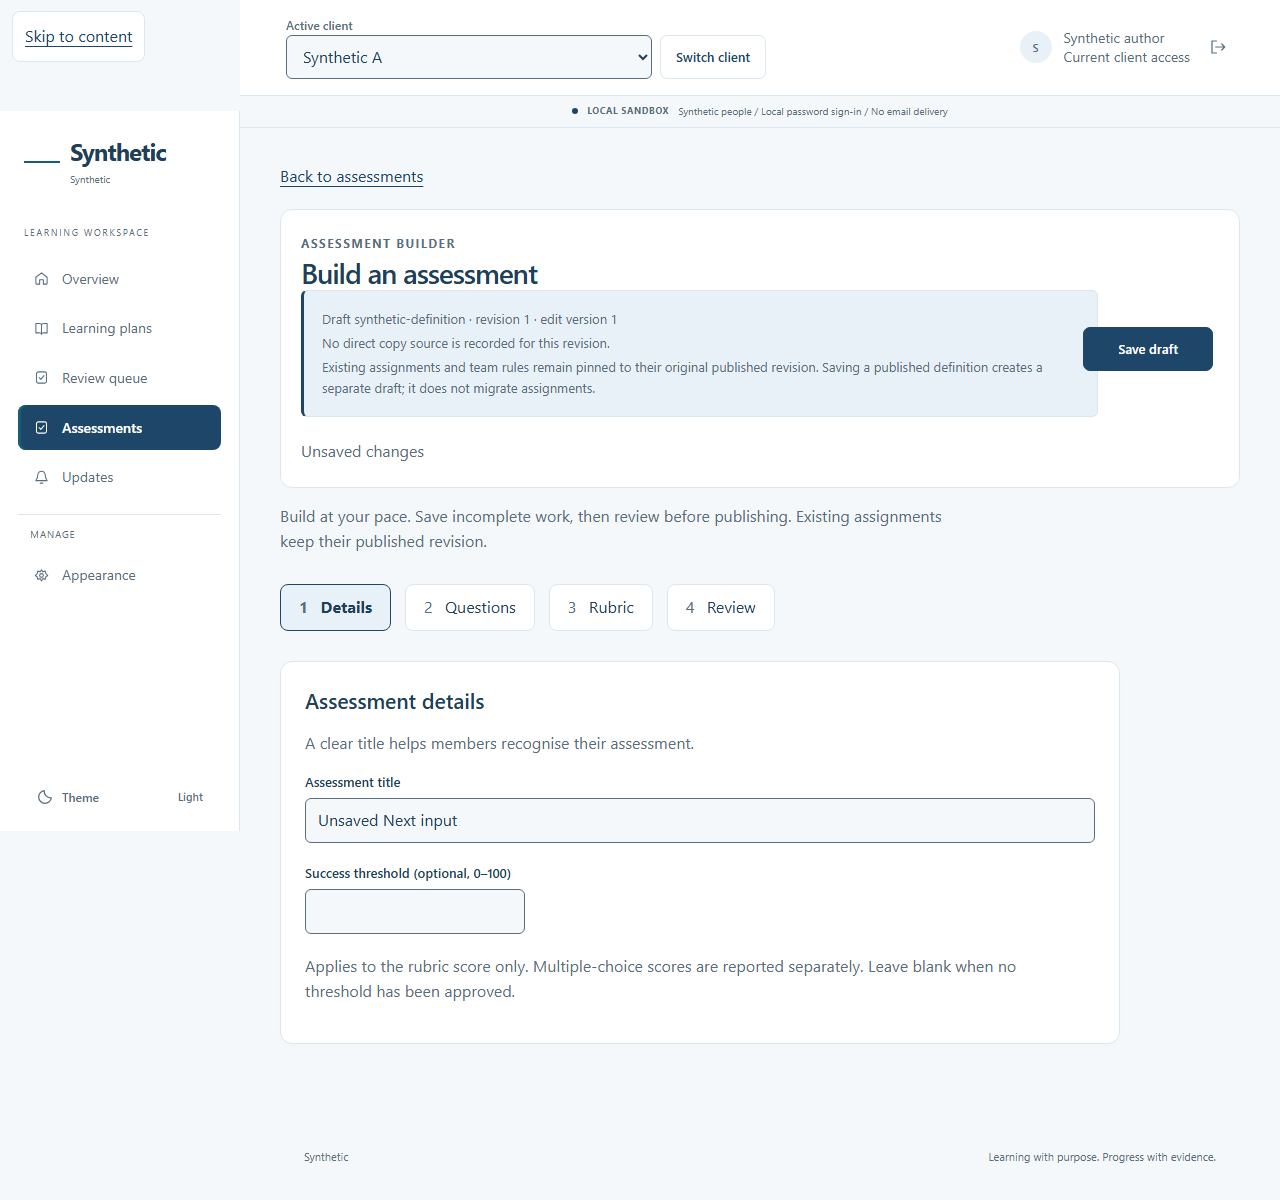 Skip to content
Active client
Synthetic A
Switch client
S
Synthetic author
Current client access
LOCAL SANDBOX Synthetic people / Local password sign-in / No email delivery
Synthetic
Synthetic
LEARNING WORKSPACE
Overview
Learning plans
Review queue
Assessments
Updates
MANAGE
Appearance
Theme Light
Back to assessments
ASSESSMENT BUILDER
Build an assessment
Draft synthetic-definition · revision 1 · edit version 1
No direct copy source is recorded for this revision.
Existing assignments and team rules remain pinned to their original published revision. Saving a published definition creates a
separate draft; it does not migrate assignments.
Save draft
Unsaved changes
Build at your pace. Save incomplete work, then review before publishing. Existing assignments
keep their published revision.
1 Details
2 Questions
3 Rubric
4 Review
Assessment details
A clear title helps members recognise their assessment.
Assessment title
Unsaved Next input
Success threshold (optional, 0–100)
Applies to the rubric score only. Multiple-choice scores are reported separately. Leave blank when no
threshold has been approved.
Synthetic
Learning with purpose. Progress with evidence.